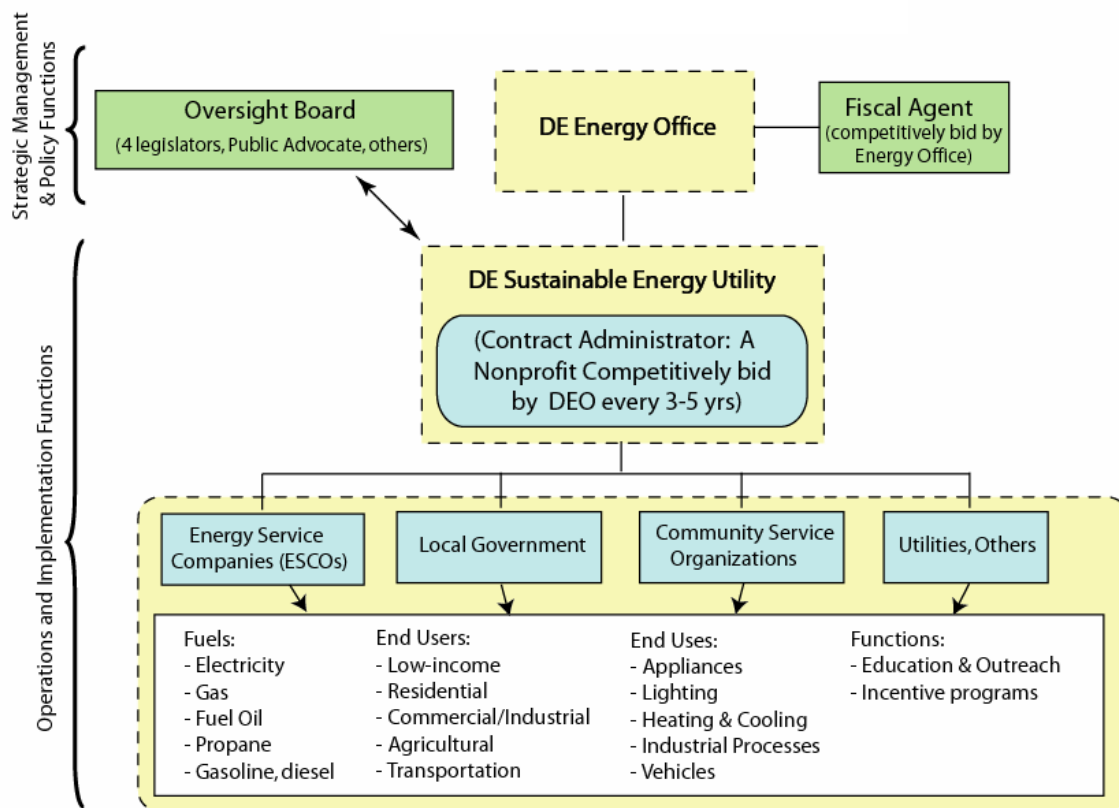 Strategic Management
& Policy Functions
Oversight Board
(4 legislators, Public Advocate, others)
DE Energy Office
Fiscal Agent
(competitively bid by
Energy Office)
Operations and Implementation Functions
DE Sustainable Energy Utility
(Contract Administrator: A
Nonprofit Competitively bid
by DEO every 3-5 yrs)
Energy Service
Companies (ESCOs)
Local Government
Community Service
Organizations
Utilities, Others
Fuels:
- Electricity
- Gas
- Fuel Oil
- Propane
- Gasoline, diesel
End Users:
- Low-income
- Residential
- Commercial/Industrial
- Agricultural
- Transportation
End Uses:
- Appliances
- Lighting
- Heating & Cooling
- Industrial Processes
- Vehicles
Functions:
- Education & Outreach
- Incentive programs